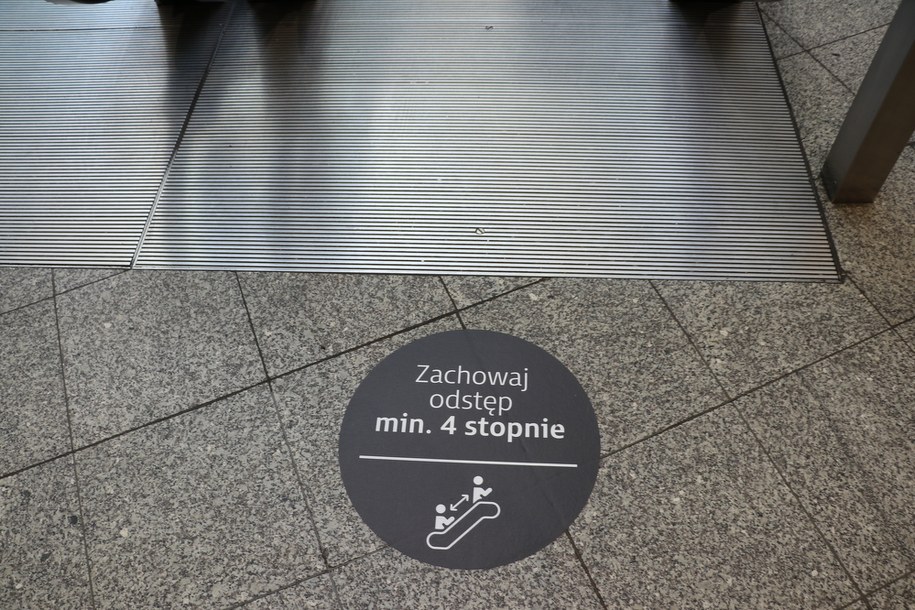 Zachowaj
odstęp
min. 4 stopnie